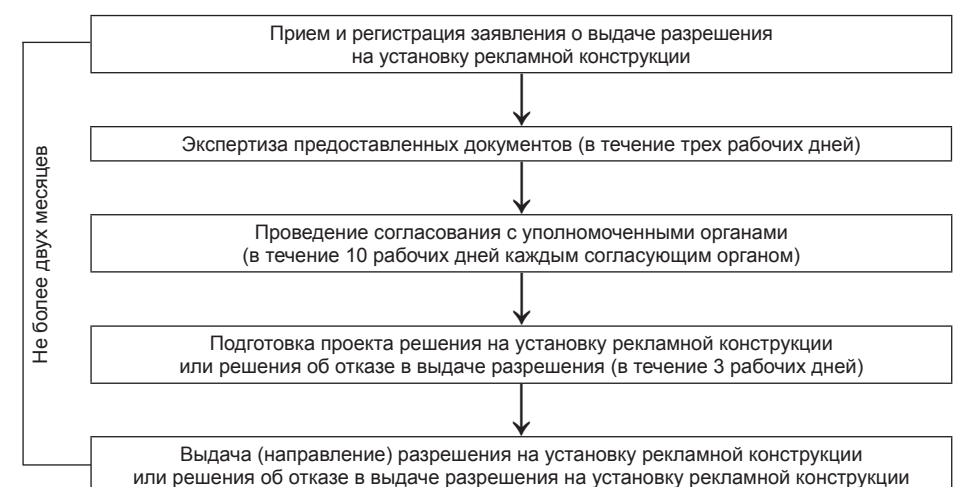 Прием и регистрация заявления о выдаче разрешения
на установку рекламной конструкции
Экспертиза предоставленных документов (в течение трех рабочих дней)
Не более двух месяцев
Проведение согласования с уполномоченными органами
(в течение 10 рабочих дней каждым согласующим органом)
Подготовка проекта решения на установку рекламной конструкции
или решения об отказе в выдаче разрешения (в течение 3 рабочих дней)
Выдача (направление) разрешения на установку рекламной конструкции
или решения об отказе в выдаче разрешения на установку рекламной конструкции